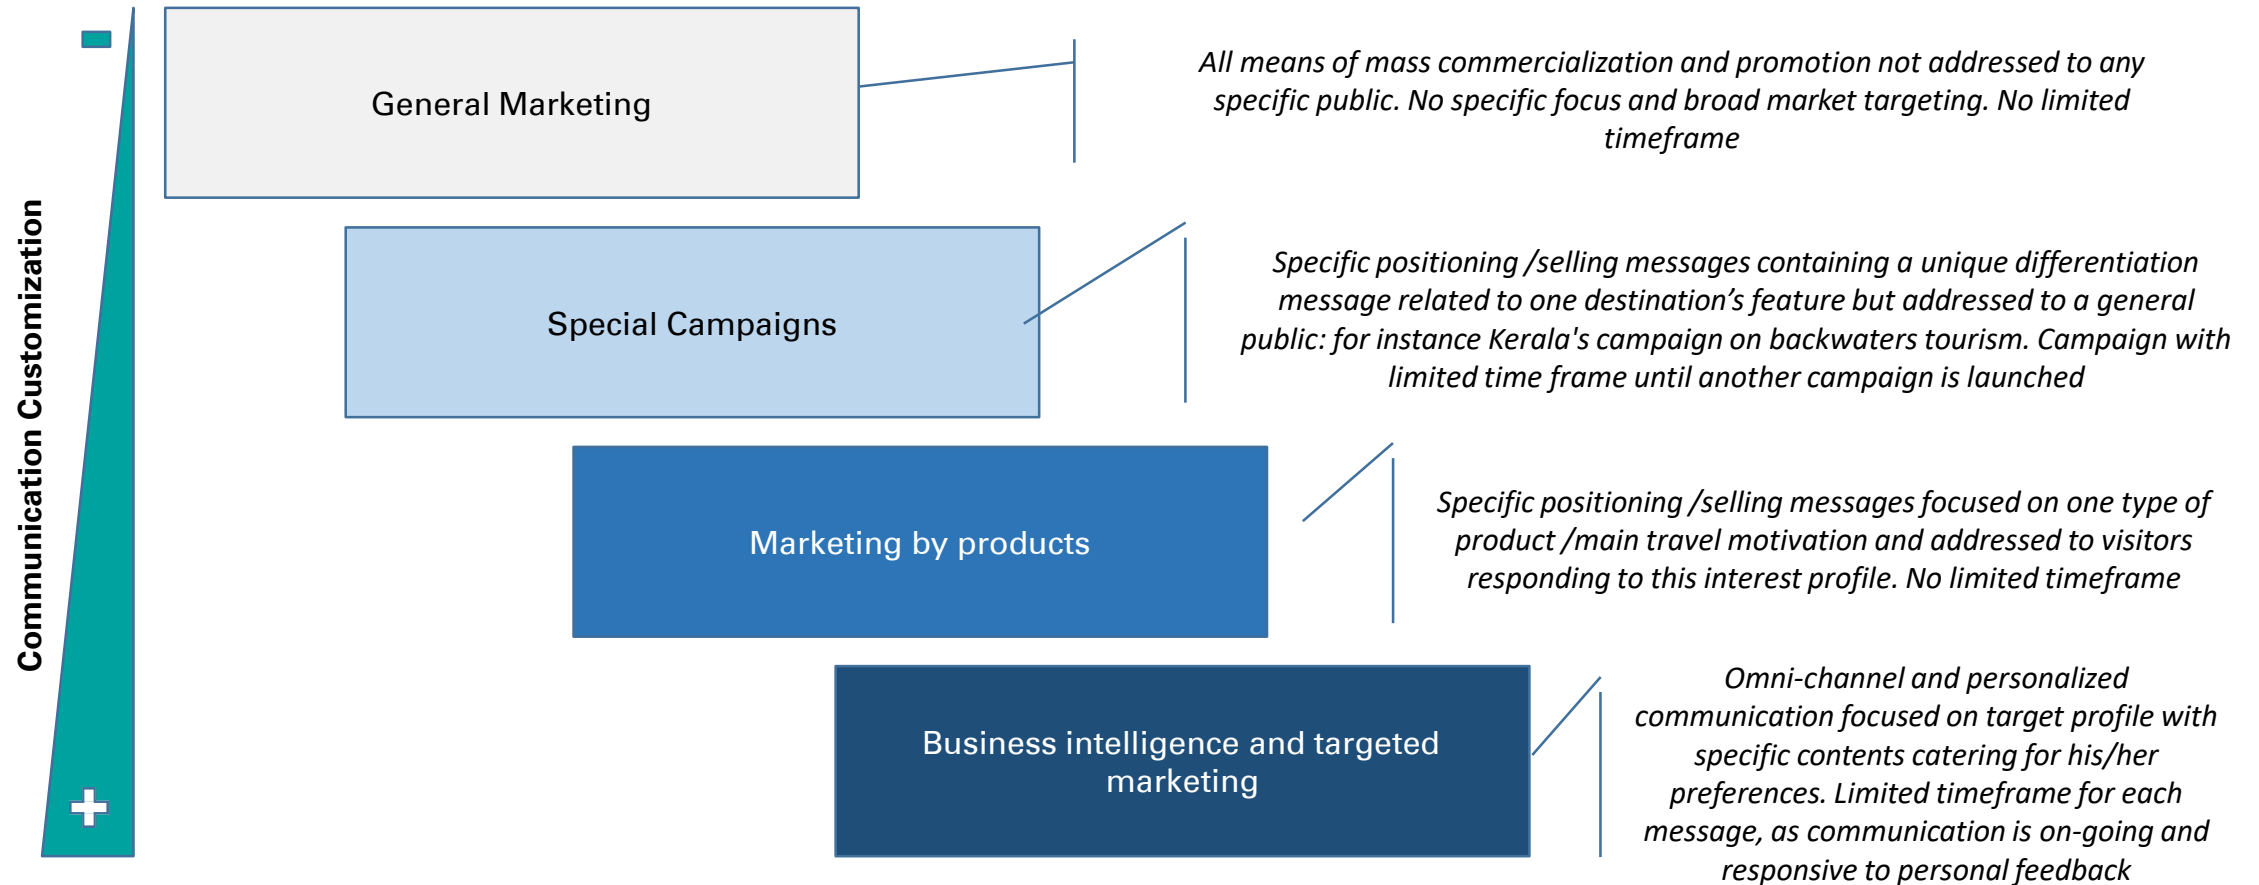 Communication Customization
General Marketing
All means of mass commercialization and promotion not addressed to any
specific public. No specific focus and broad market targeting. No limited
timeframe
Special Campaigns
Specific positioning /selling messages containing a unique differentiation
message related to one destination’s feature but addressed to a general
public: for instance Kerala's campaign on backwaters tourism. Campaign with
limited time frame until another campaign is launched
Marketing by products
Specific positioning /selling messages focused on one type of
product /main travel motivation and addressed to visitors
responding to this interest profile. No limited timeframe
Business intelligence and targeted
marketing
Omni-channel and personalized
communication focused on target profile with
specific contents catering for his/her
preferences. Limited timeframe for each
message, as communication is on-going and
responsive to personal feedback